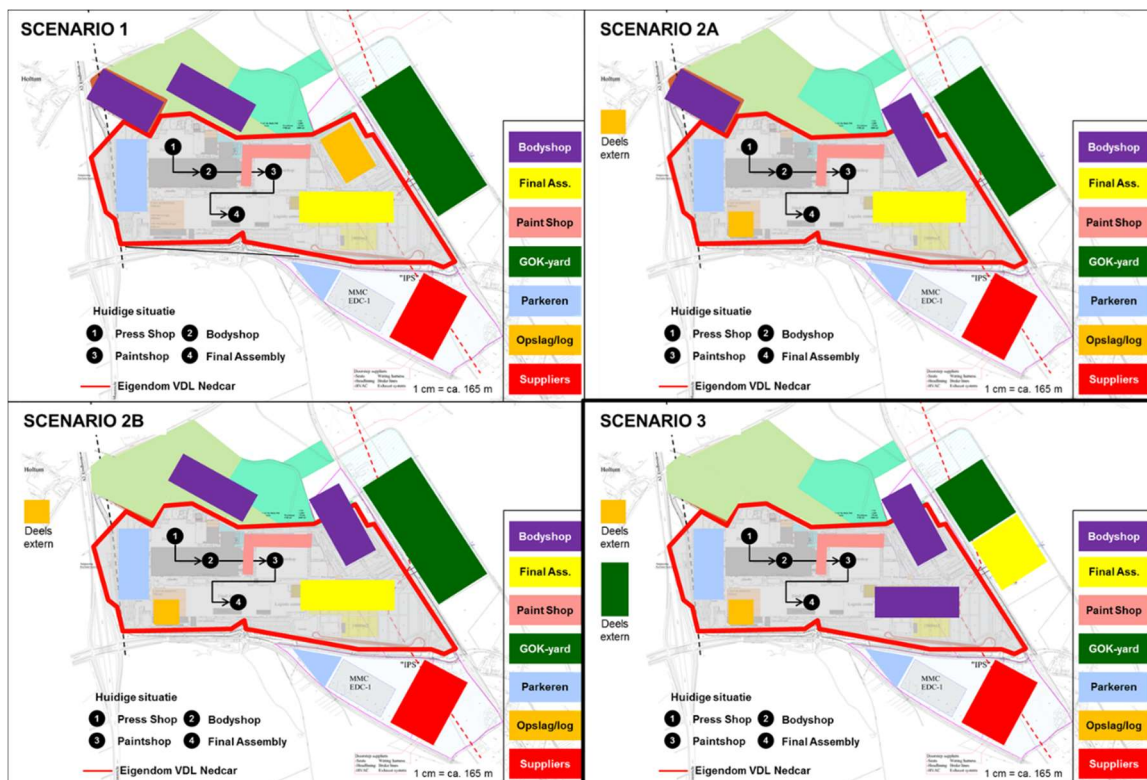 SCENARIO 1
Holtum
Bodyshop
Final Ass.
Paint Shop
GOK-yard
Parkeren
Opslag/log
Suppliers
1
2
3
4
"IPS"
MMC
EDC-1
Huidige situatie
1 Press Shop 2 Bodyshop
3 Paintshop 4 Final Assembly
Eigendom VDL Nedcar
1 cm = ca. 165 m
SCENARIO 2A
Holtum
Deels
extern
Bodyshop
Final Ass.
Paint Shop
GOK-yard
Parkeren
Opslag/log
Suppliers
1
2
3
4
"IPS"
MMC
EDC-1
Huidige situatie
1 Press Shop 2 Bodyshop
3 Paintshop 4 Final Assembly
Eigendom VDL Nedcar
1 cm = ca. 165 m
SCENARIO 2B
Holtum
Deels
extern
Bodyshop
Final Ass.
Paint Shop
GOK-yard
Parkeren
Opslag/log
Suppliers
1
2
3
4
"IPS"
MMC
EDC-1
Huidige situatie
1 Press Shop 2 Bodyshop
3 Paintshop 4 Final Assembly
Eigendom VDL Nedcar
1 cm = ca. 165 m
SCENARIO 3
Holtum
Deels
extern
Deels
extern
Bodyshop
Final Ass.
Paint Shop
GOK-yard
Parkeren
Opslag/log
Suppliers
1
2
3
4
"IPS"
MMC
EDC-1
Huidige situatie
1 Press Shop 2 Bodyshop
3 Paintshop 4 Final Assembly
Eigendom VDL Nedcar
1 cm = ca. 165 m